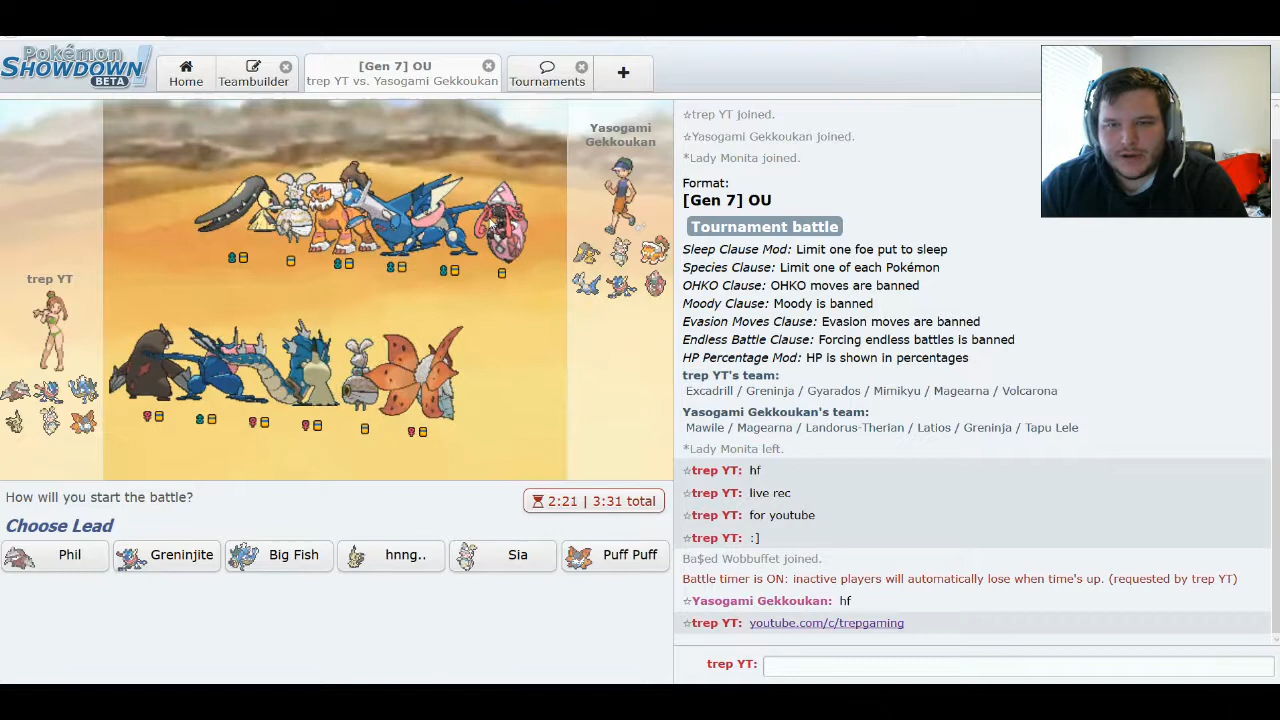 Pokémon
SHOWDOWN!
BETA
Home
Teambuilder
[Gen 7] OU
trep YT vs. Yasogami Gekkoukan
Tournaments
+
trep YT
Yasogami
Gekkoukan
☆trep YT joined.
☆Yasogami Gekkoukan joined.
*Lady Monita joined.
Format:
[Gen 7] OU
Tournament battle
Sleep Clause Mod: Limit one foe put to sleep
Species Clause: Limit one of each Pokémon
OHKO Clause: OHKO moves are banned
Moody Clause: Moody is banned
Evasion Moves Clause: Evasion moves are banned
Endless Battle Clause: Forcing endless battles is banned
HP Percentage Mod: HP is shown in percentages
trep YT's team:
Excadrill / Greninja / Gyarados / Mimikyu / Magearna / Volcarona
Yasogami Gekkoukan's team:
Mawile / Magearna / Landorus-Therian / Latios / Greninja / Tapu Lele
*Lady Monita left.
☆trep YT: hf
☆trep YT: live rec
☆trep YT: for youtube
☆trep YT: :]
Ba$ed Wobbuffet joined.
Battle timer is ON: inactive players will automatically lose when time's up. (requested by trep YT)
☆Yasogami Gekkoukan: hf
☆trep YT: youtube.com/c/trepgaming
trep YT:
How will you start the battle?
2:21 | 3:31 total
Choose Lead
Phil
Greninjite
Big Fish
hnng..
Sia
Puff Puff